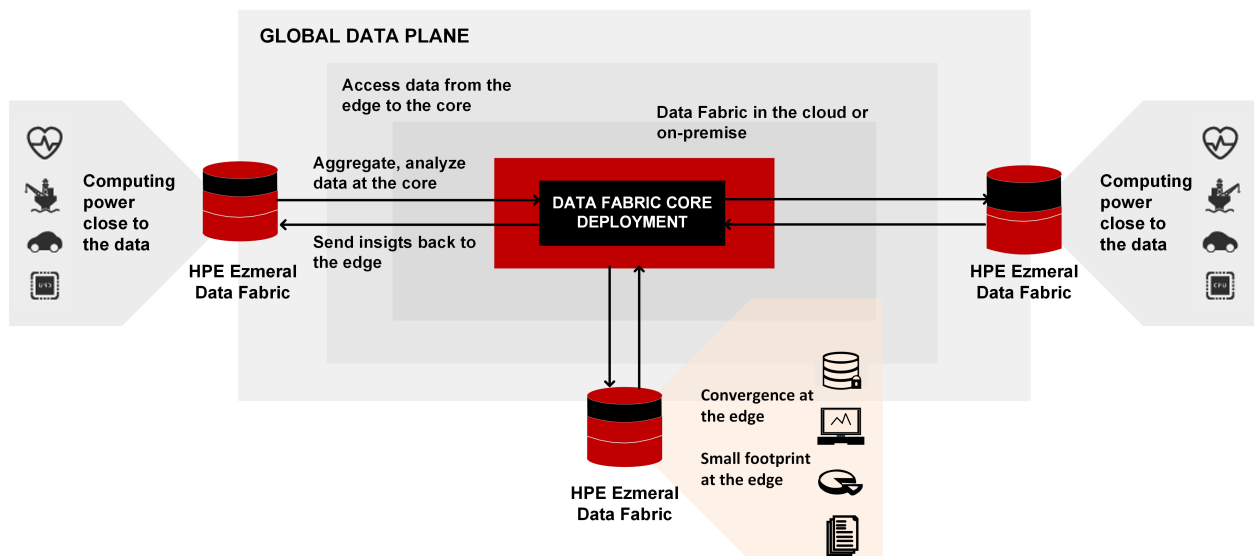 GLOBAL DATA PLANE
Access data from the
edge to the core
Data Fabric in the cloud or
on-premise
Aggregate, analyze
data at the core
Computing
power
close to
the data
DATA FABRIC CORE
DEPLOYMENT
Computing
power
close to
the data
Send insigts back to
the edge
HPE Ezmeral
Data Fabric
HPE Ezmeral
Data Fabric
CPU
CPU
Convergence at
the edge
Small footprint
at the edge
HPE Ezmeral
Data Fabric